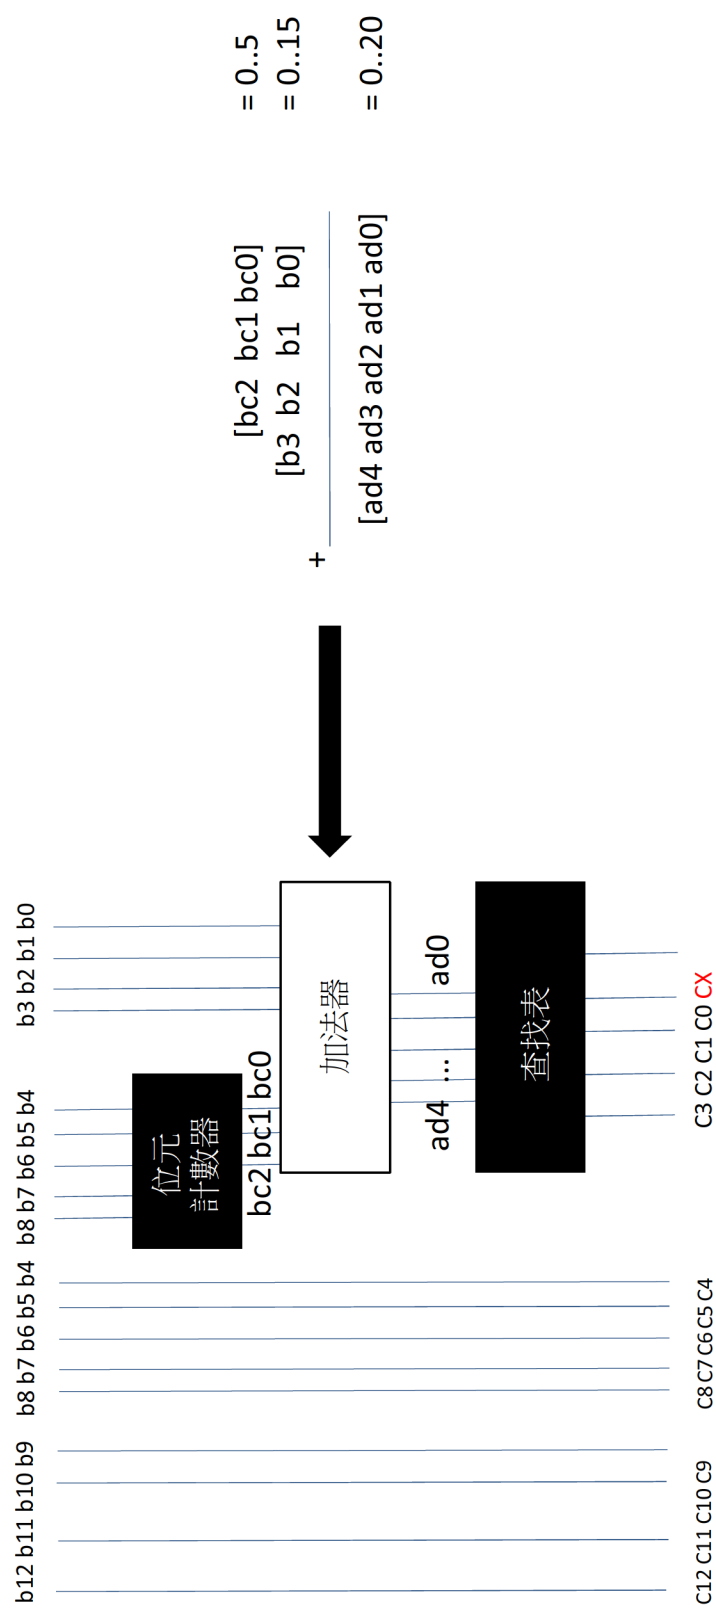 b12 b11 b10 b9
b8 b7 b6 b5 b4
b8 b7 b6 b5 b4
b3 b2 b1 b0
位元
計數器
bc2 bc1 bc0
加法器
ad4 ... ad0
查找表
C12 C11 C10 C9
C8 C7 C6 C5 C4
C3 C2 C1 C0 CX
[bc2 bc1 bc0] = 0..5
[b3 b2 b1 b0] = 0..15
+
[ad4 ad3 ad2 ad1 ad0] = 0..20